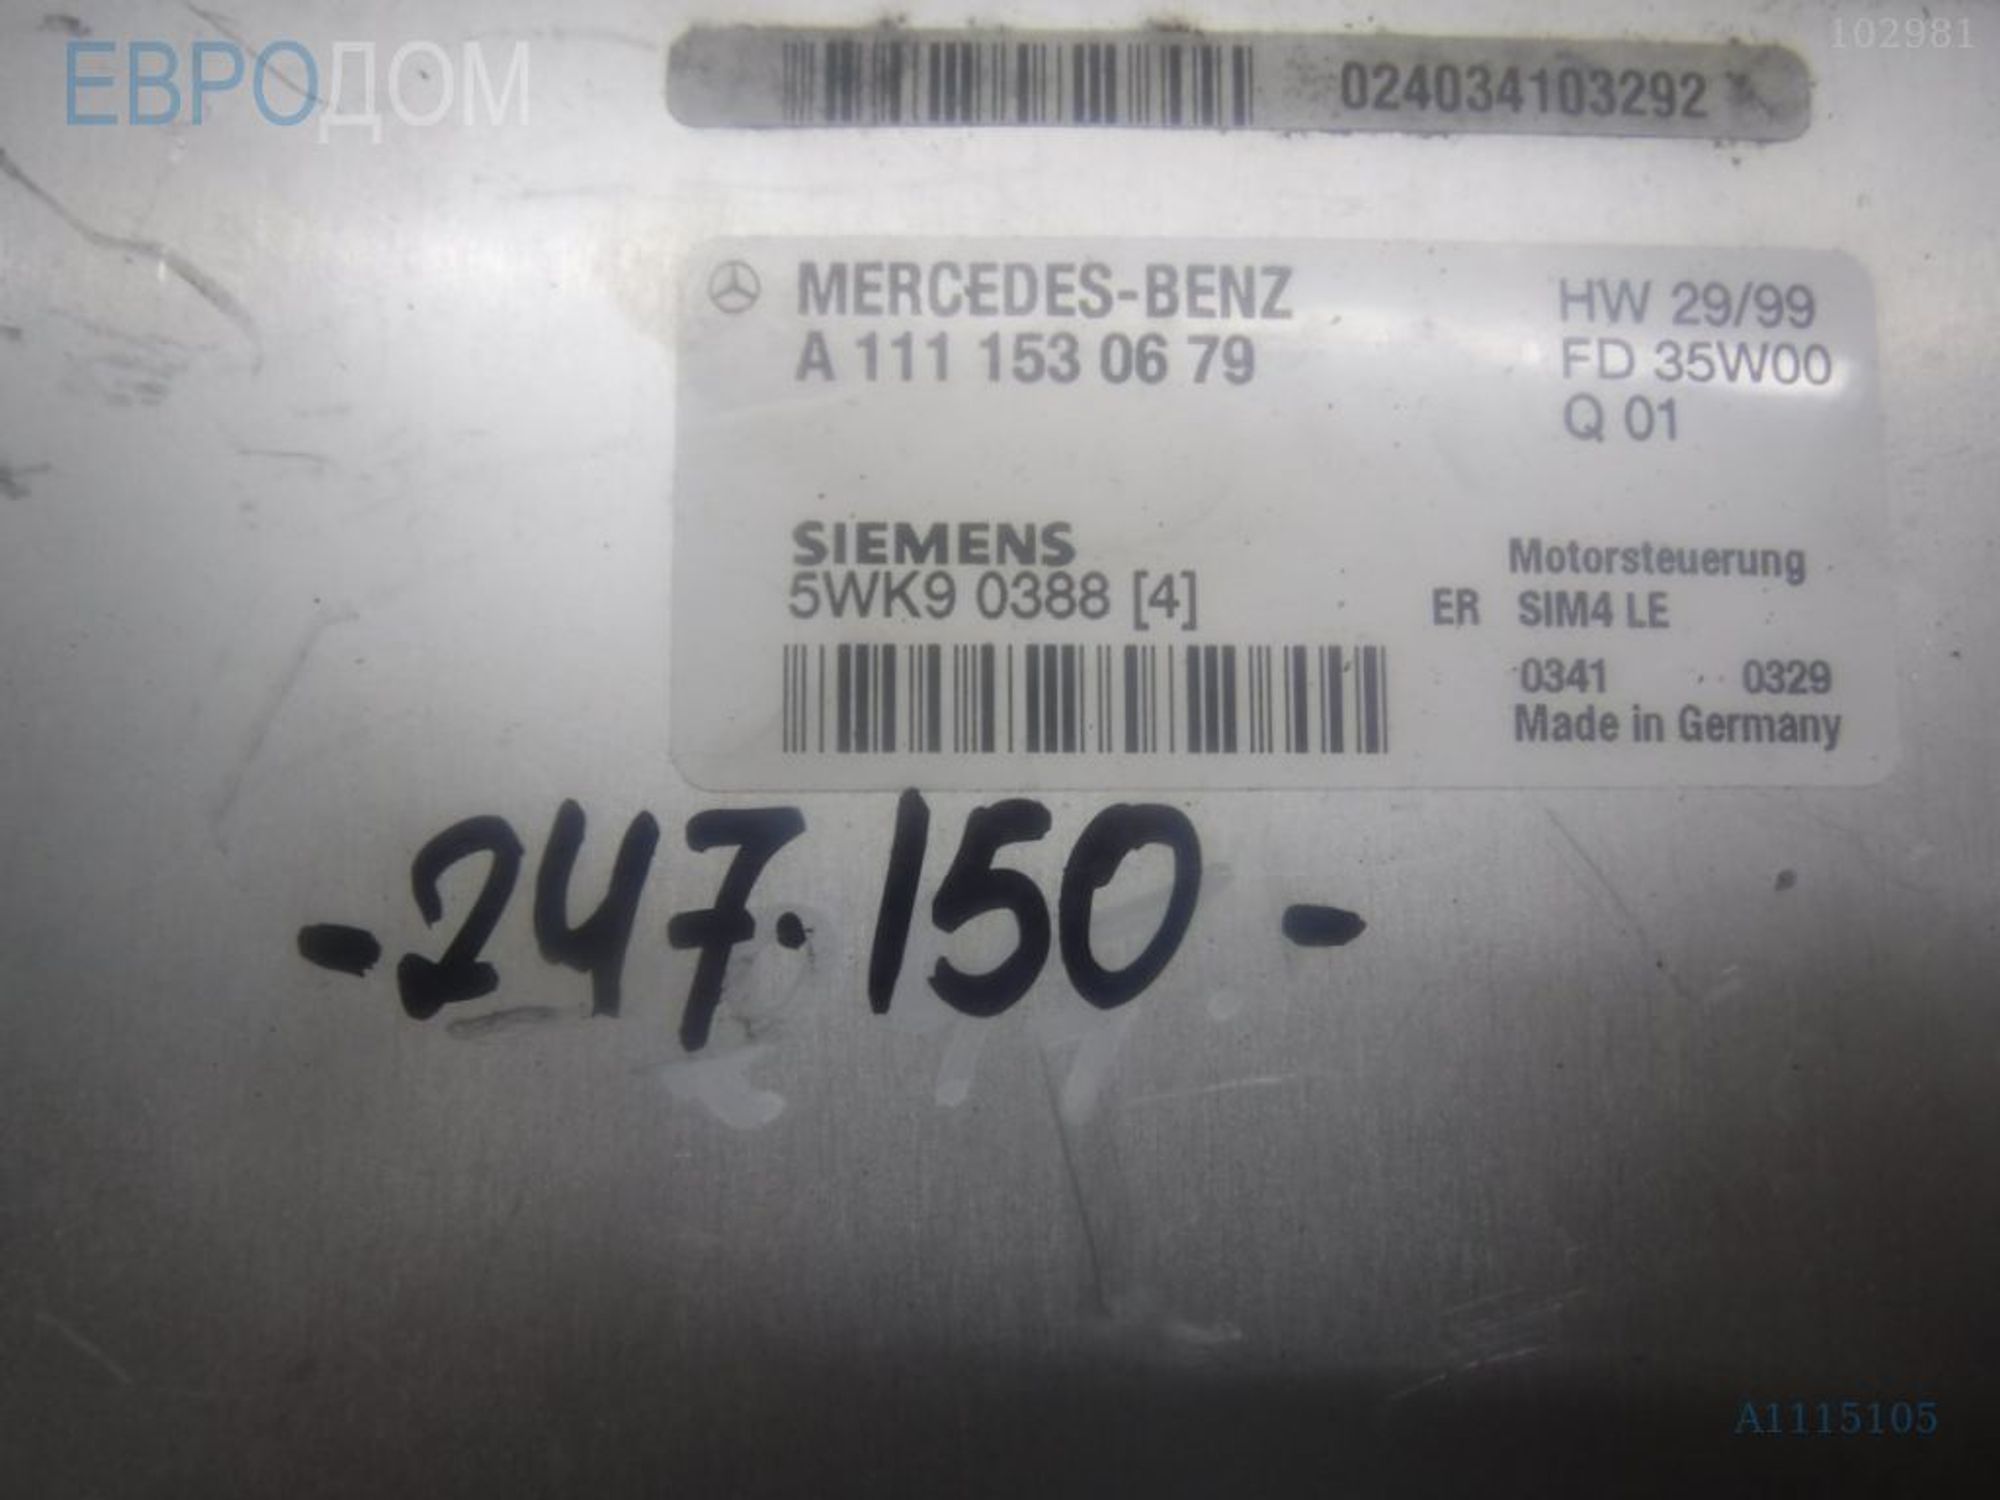 ЕВРОДОМ
102981
024034103292
MERCEDES-BENZ
A 111 153 06 79
HW 29/99
FD 35W00
Q 01
SIEMENS
5WK9 0388 [4]
Motorsteuerung
ER SIM4 LE
0341 0329
Made in Germany
-247.150-
A1115105